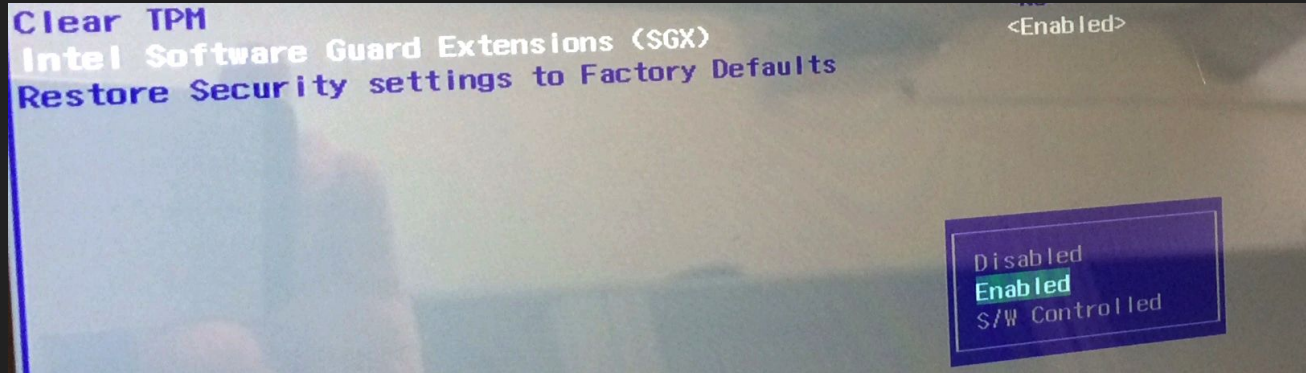 Clear TPM
Intel Software Guard Extensions (SGX)
<Enabled>
Restore Security settings to Factory Defaults
Disabled
Enabled
S/W Controlled